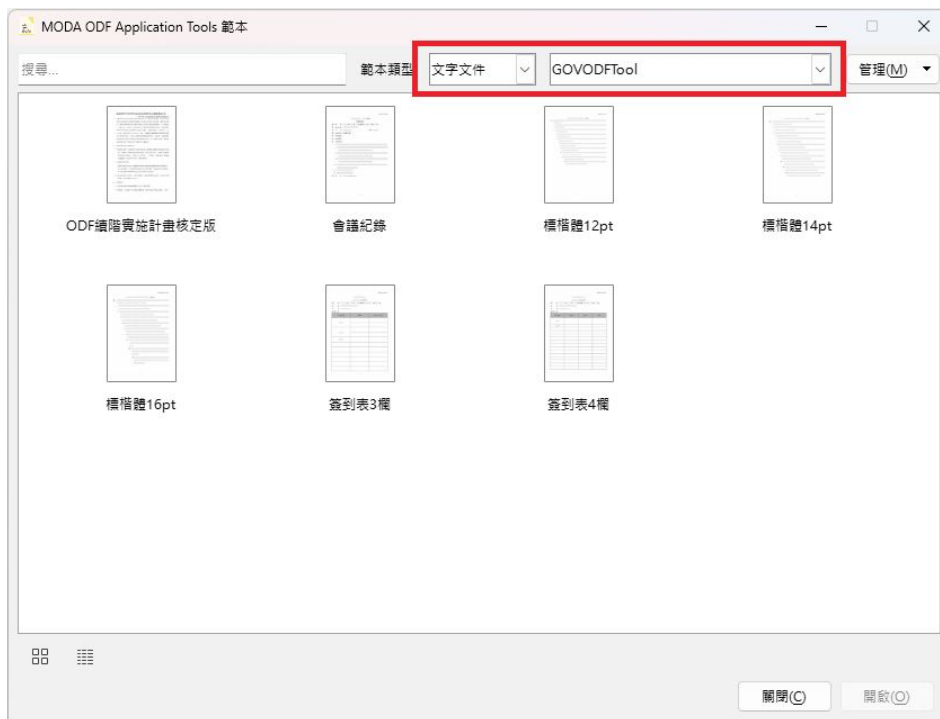 MODA ODF Application Tools 範本
搜尋...
範本類型
文字文件
GOVODFTool
管理(M)
ODF續階實施計畫核定版
會議紀錄
標楷體12pt
標楷體14pt
標楷體16pt
簽到表3欄
簽到表4欄
關閉(C)
開啟(O)